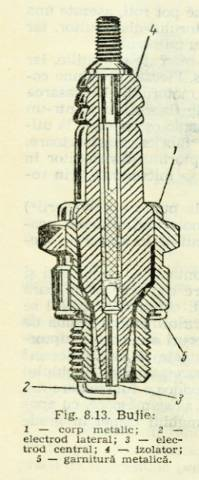 4
1
5
2
3
Fig. 8.13. Bujie:
1 — corp metalic; 2 —
electrod lateral; 3 — elec-
trod central; 4 — izolator;
5 — garnitură metalică.